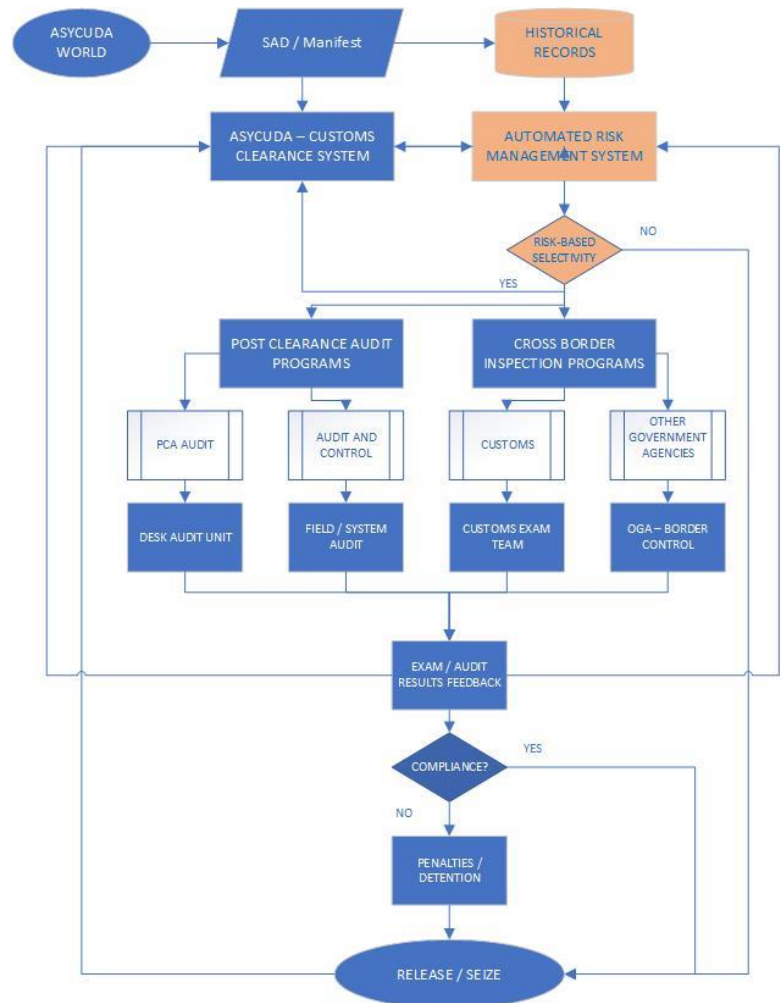 ASYCUDA
WORLD
SAD / Manifest
HISTORICAL
RECORDS
ASYCUDA – CUSTOMS
CLEARANCE SYSTEM
AUTOMATED RISK
MANAGEMENT SYSTEM
RISK-BASED
SELECTIVITY
NO
YES
POST CLEARANCE AUDIT
PROGRAMS
CROSS BORDER
INSPECTION PROGRAMS
PCA AUDIT
AUDIT AND
CONTROL
CUSTOMS
OTHER
GOVERNMENT
AGENCIES
DESK AUDIT UNIT
FIELD / SYSTEM
AUDIT
CUSTOMS EXAM
TEAM
OGA – BORDER
CONTROL
EXAM / AUDIT
RESULTS FEEDBACK
COMPLIANCE?
YES
NO
PENALTIES /
DETENTION
RELEASE / SEIZE